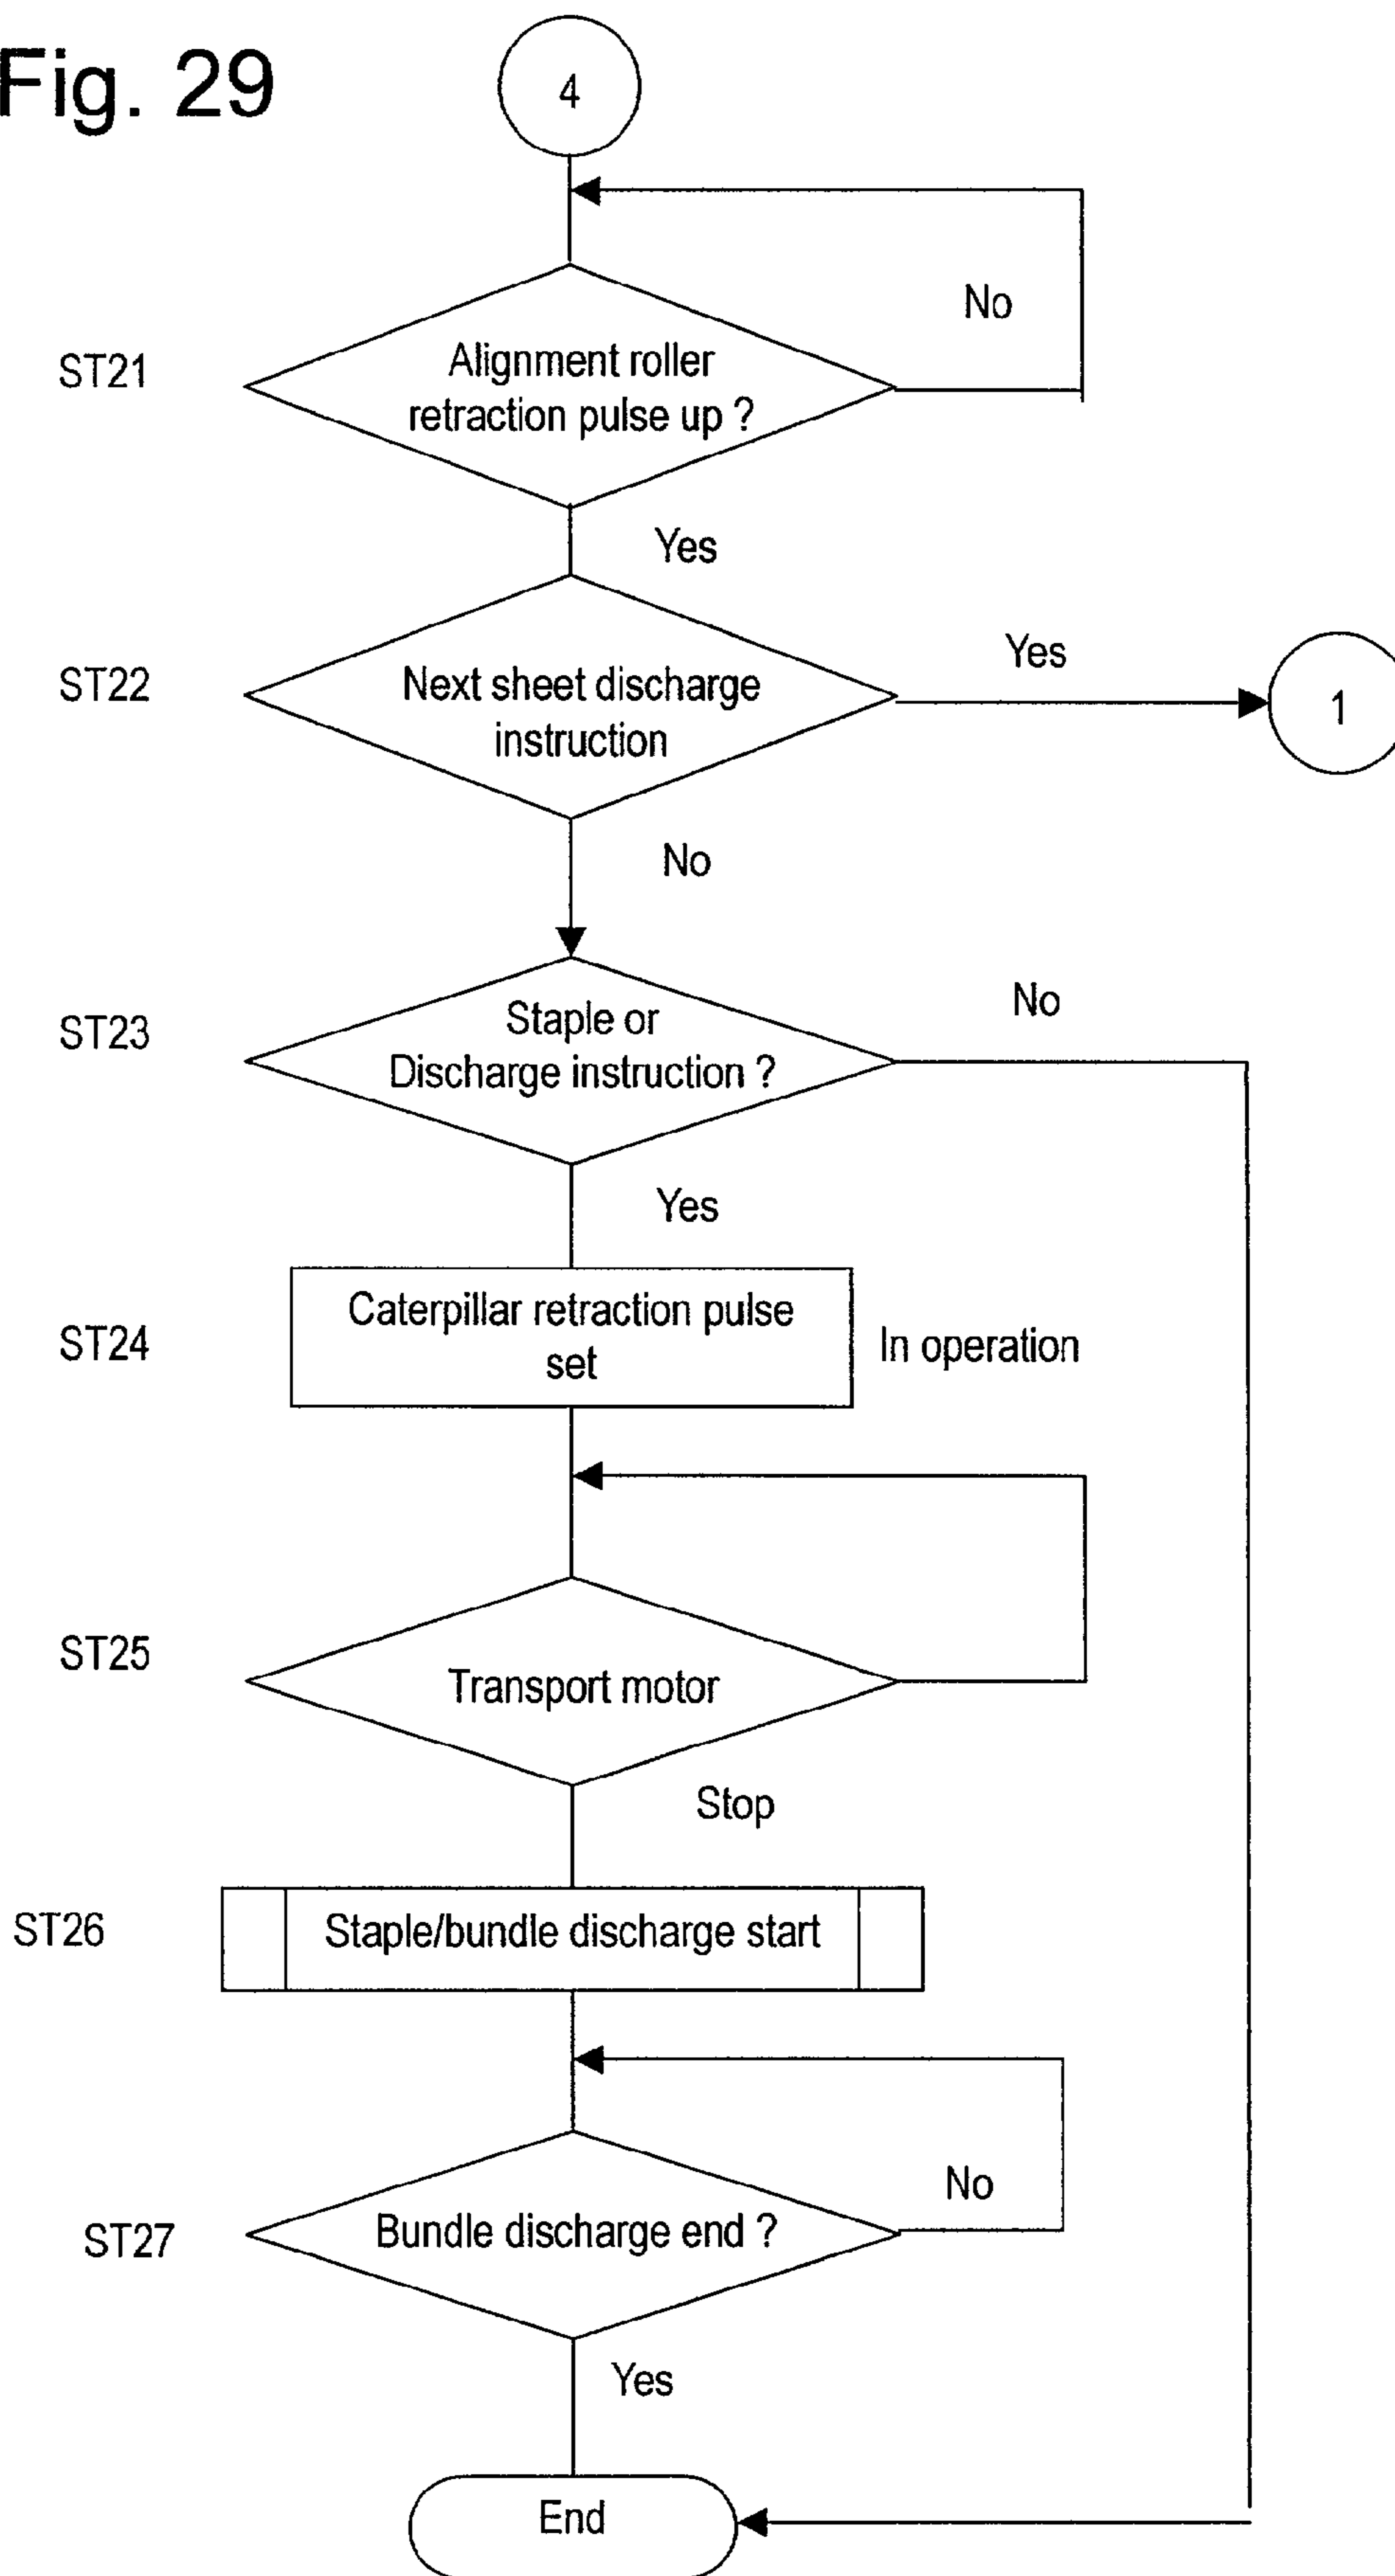 Fig. 29
4
No
ST21
Alignment roller
retraction pulse up ?
Yes
ST22
Next sheet discharge
instruction
Yes
1
No
ST23
Staple or
Discharge instruction ?
No
Yes
ST24
Caterpillar retraction pulse
set
In operation
ST25
Transport motor
Stop
ST26
Staple/bundle discharge start
ST27
Bundle discharge end ?
No
Yes
End